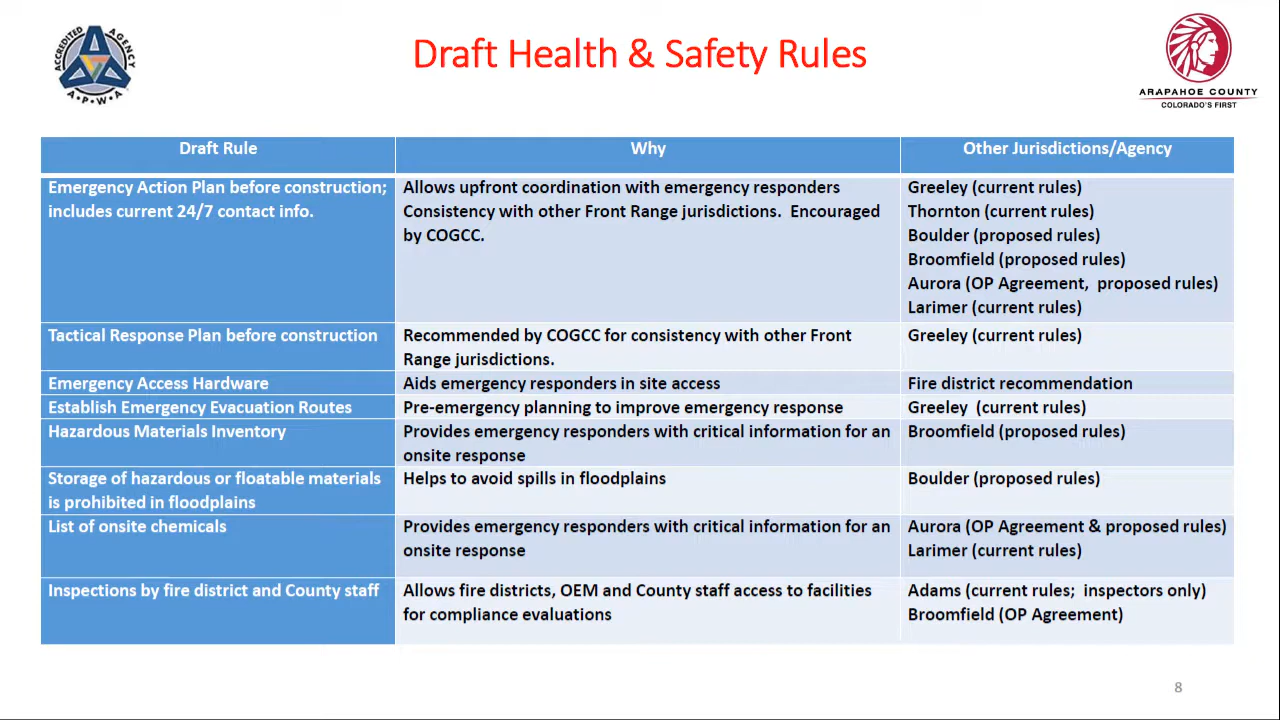 ACCREDITED AGENCY
A•P•W•A
Draft Health & Safety Rules
ARAPAHOE COUNTY
COLORADO'S FIRST
Draft Rule
Why
Other Jurisdictions/Agency
Emergency Action Plan before construction;
includes current 24/7 contact info.
Allows upfront coordination with emergency responders
Consistency with other Front Range jurisdictions.  Encouraged
by COGCC.
Greeley (current rules)
Thornton (current rules)
Boulder (proposed rules)
Broomfield (proposed rules)
Aurora (OP Agreement,  proposed rules)
Larimer (current rules)
Tactical Response Plan before construction
Recommended by COGCC for consistency with other Front
Range jurisdictions.
Greeley (current rules)
Emergency Access Hardware
Aids emergency responders in site access
Fire district recommendation
Establish Emergency Evacuation Routes
Pre-emergency planning to improve emergency response
Greeley  (current rules)
Hazardous Materials Inventory
Provides emergency responders with critical information for an
onsite response
Broomfield (proposed rules)
Storage of hazardous or floatable materials
is prohibited in floodplains
Helps to avoid spills in floodplains
Boulder (proposed rules)
List of onsite chemicals
Provides emergency responders with critical information for an
onsite response
Aurora (OP Agreement & proposed rules)
Larimer (current rules)
Inspections by fire district and County staff
Allows fire districts, OEM and County staff access to facilities
for compliance evaluations
Adams (current rules;  inspectors only)
Broomfield (OP Agreement)
8